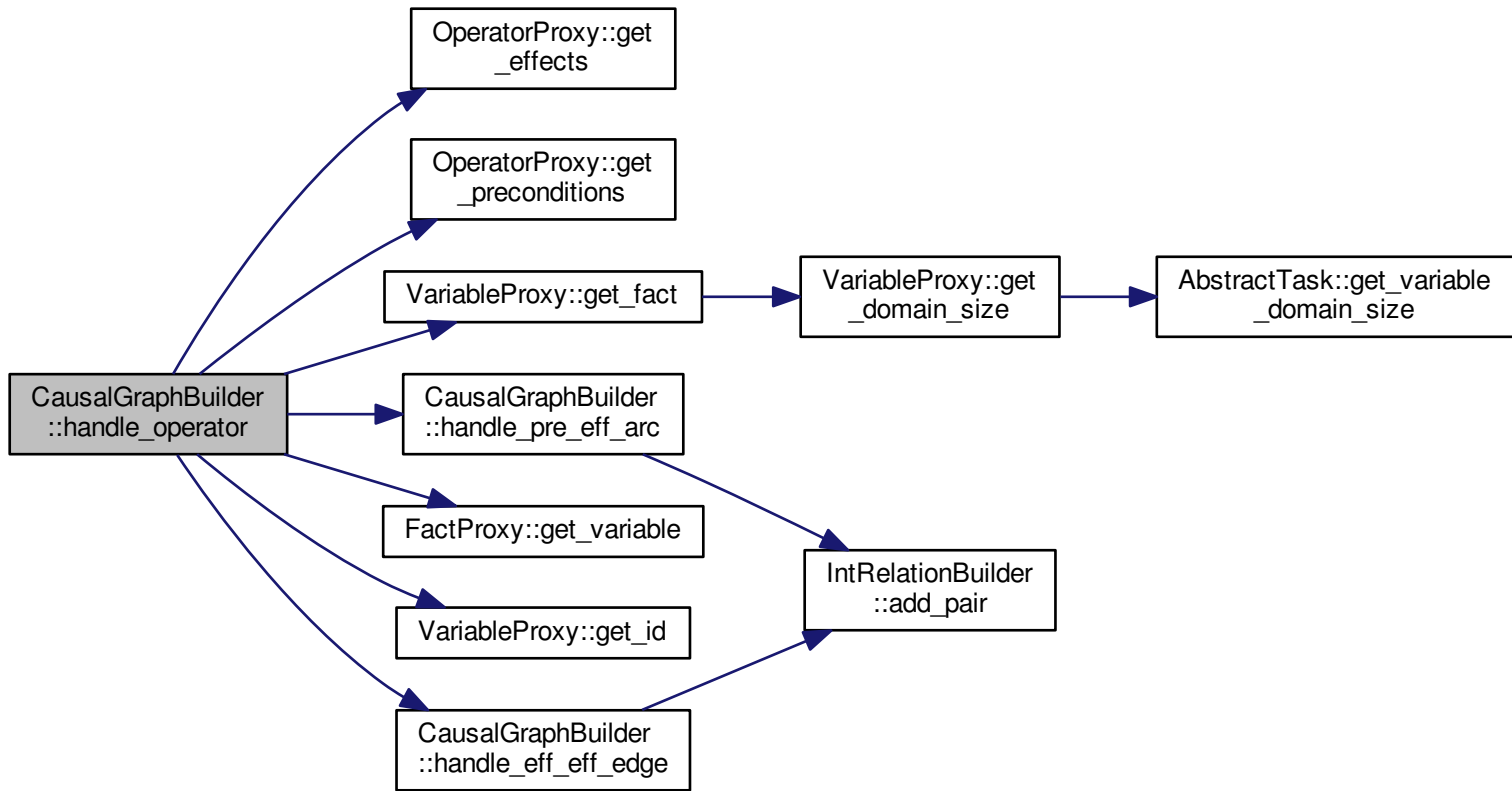 OperatorProxy::get
_effects
OperatorProxy::get
_preconditions
VariableProxy::get_fact
VariableProxy::get
_domain_size
AbstractTask::get_variable
_domain_size
CausalGraphBuilder
::handle_operator
CausalGraphBuilder
::handle_pre_eff_arc
FactProxy::get_variable
IntRelationBuilder
::add_pair
VariableProxy::get_id
CausalGraphBuilder
::handle_eff_eff_edge